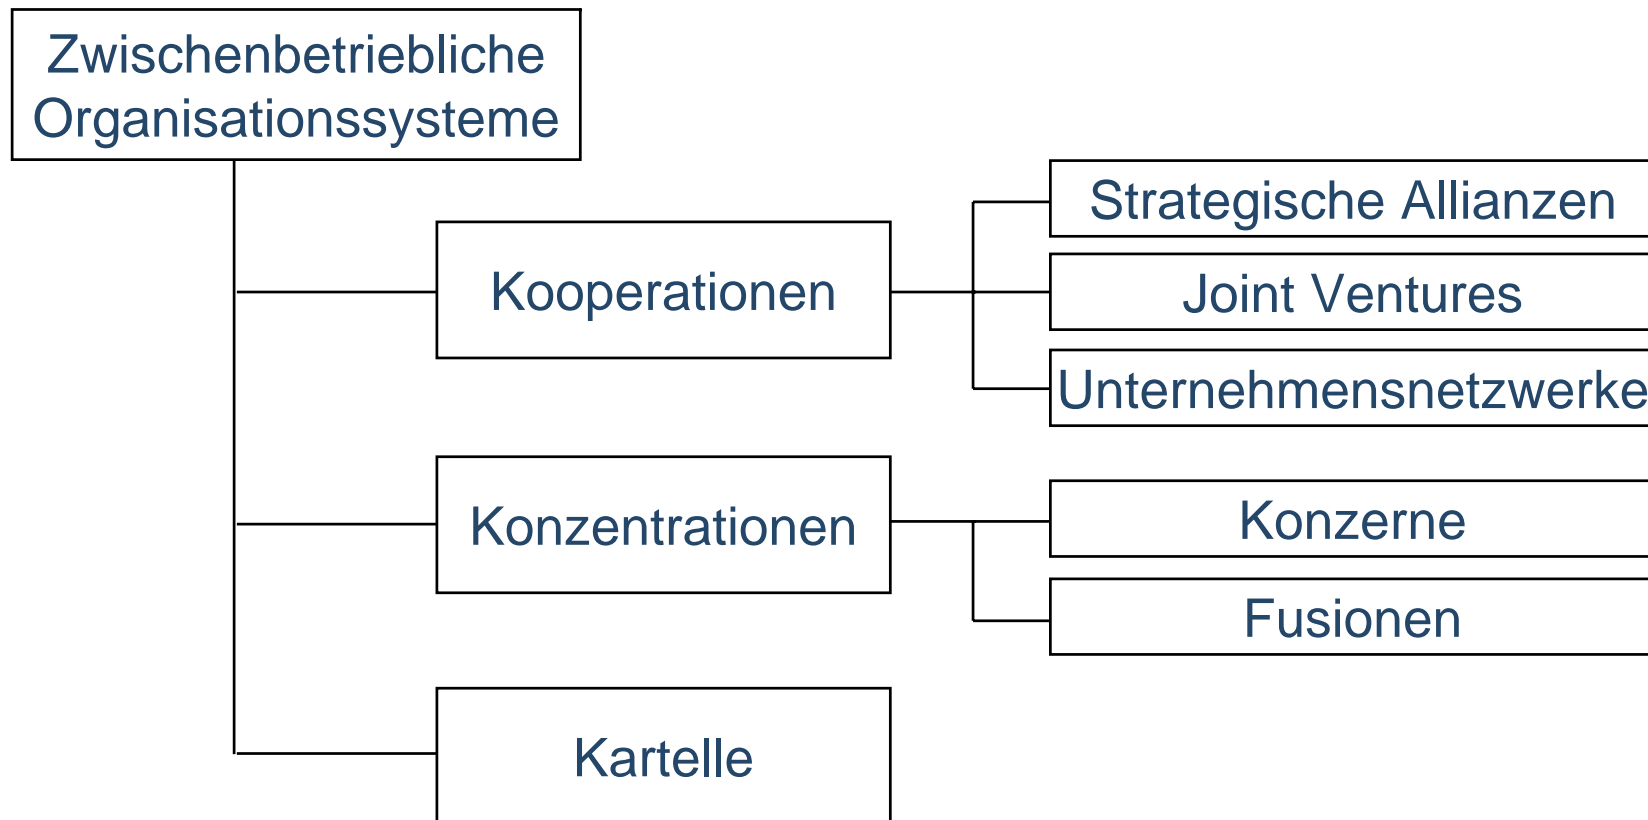 Zwischenbetriebliche
Organisationssysteme
Kooperationen
Strategische Allianzen
Joint Ventures
Unternehmensnetzwerke
Konzentrationen
Konzerne
Fusionen
Kartelle